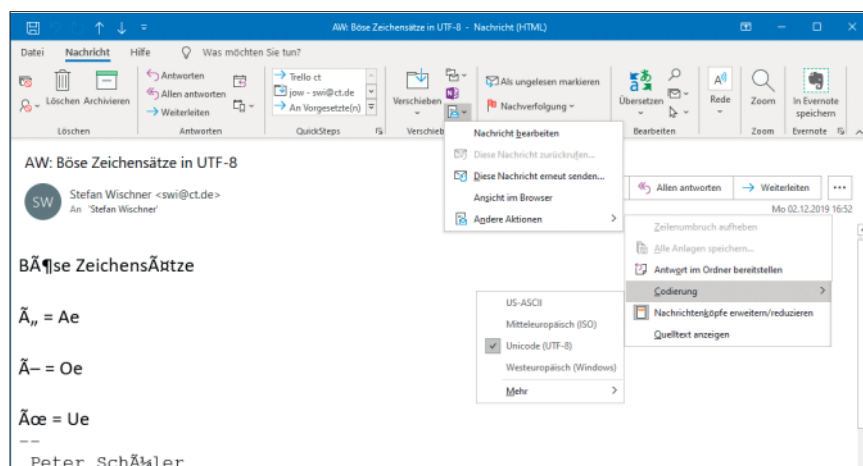 AW: Böse Zeichensätze in UTF-8 - Nachricht (HTML)
Datei Nachricht Hilfe Was möchten Sie tun?
Löschen Archivieren
Löschen
Antworten
Allen antworten
Weiterleiten
Antworten
Trello ct
jow - swi@ct.de
An Vorgesetzte(n)
QuickSteps
Verschieben
Verschieb
Als ungelesen markieren
Nachverfolgung
Übersetzen
Bearbeiten
Rede
Zoom
Zoom
In Evernote
speichern
Evernote
Nachricht bearbeiten
Diese Nachricht zurückrufen...
Diese Nachricht erneut senden...
Ansicht im Browser
Andere Aktionen
AW: Böse Zeichensätze in UTF-8
SW
Stefan Wischner <swi@ct.de>
An 'Stefan Wischner'
Allen antworten Weiterleiten ...
Mo 02.12.2019 16:52
Zeilenumbruch aufheben
Alle Anlagen speichern...
Antwort im Ordner bereitstellen
Codierung
Nachrichtenköpfe erweitern/reduzieren
Quelltext anzeigen
US-ASCII
Mitteleuropäisch (ISO)
Unicode (UTF-8)
Westeuropäisch (Windows)
Mehr
BÃ¶se ZeichensÃ¤tze
Ã„ = Ae
Ã– = Oe
Ãœ = Ue
--
Peter SchÃ¼ler